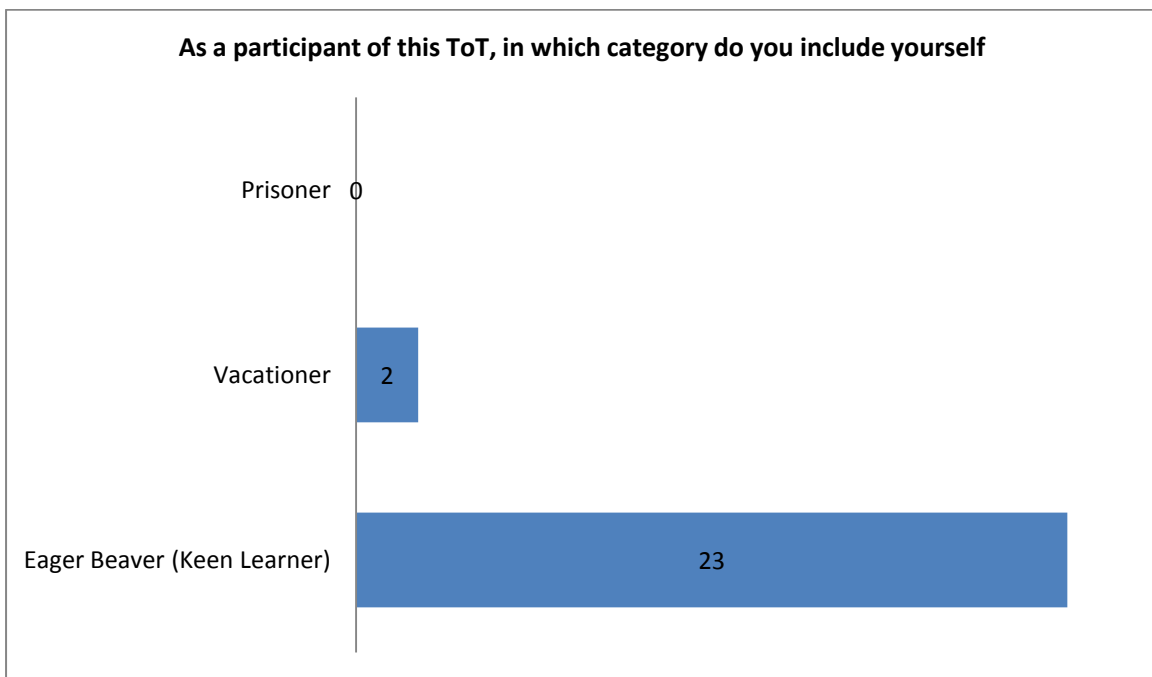 As a participant of this ToT, in which category do you include yourself
Prisoner 0
Vacationer 2
Eager Beaver (Keen Learner) 23